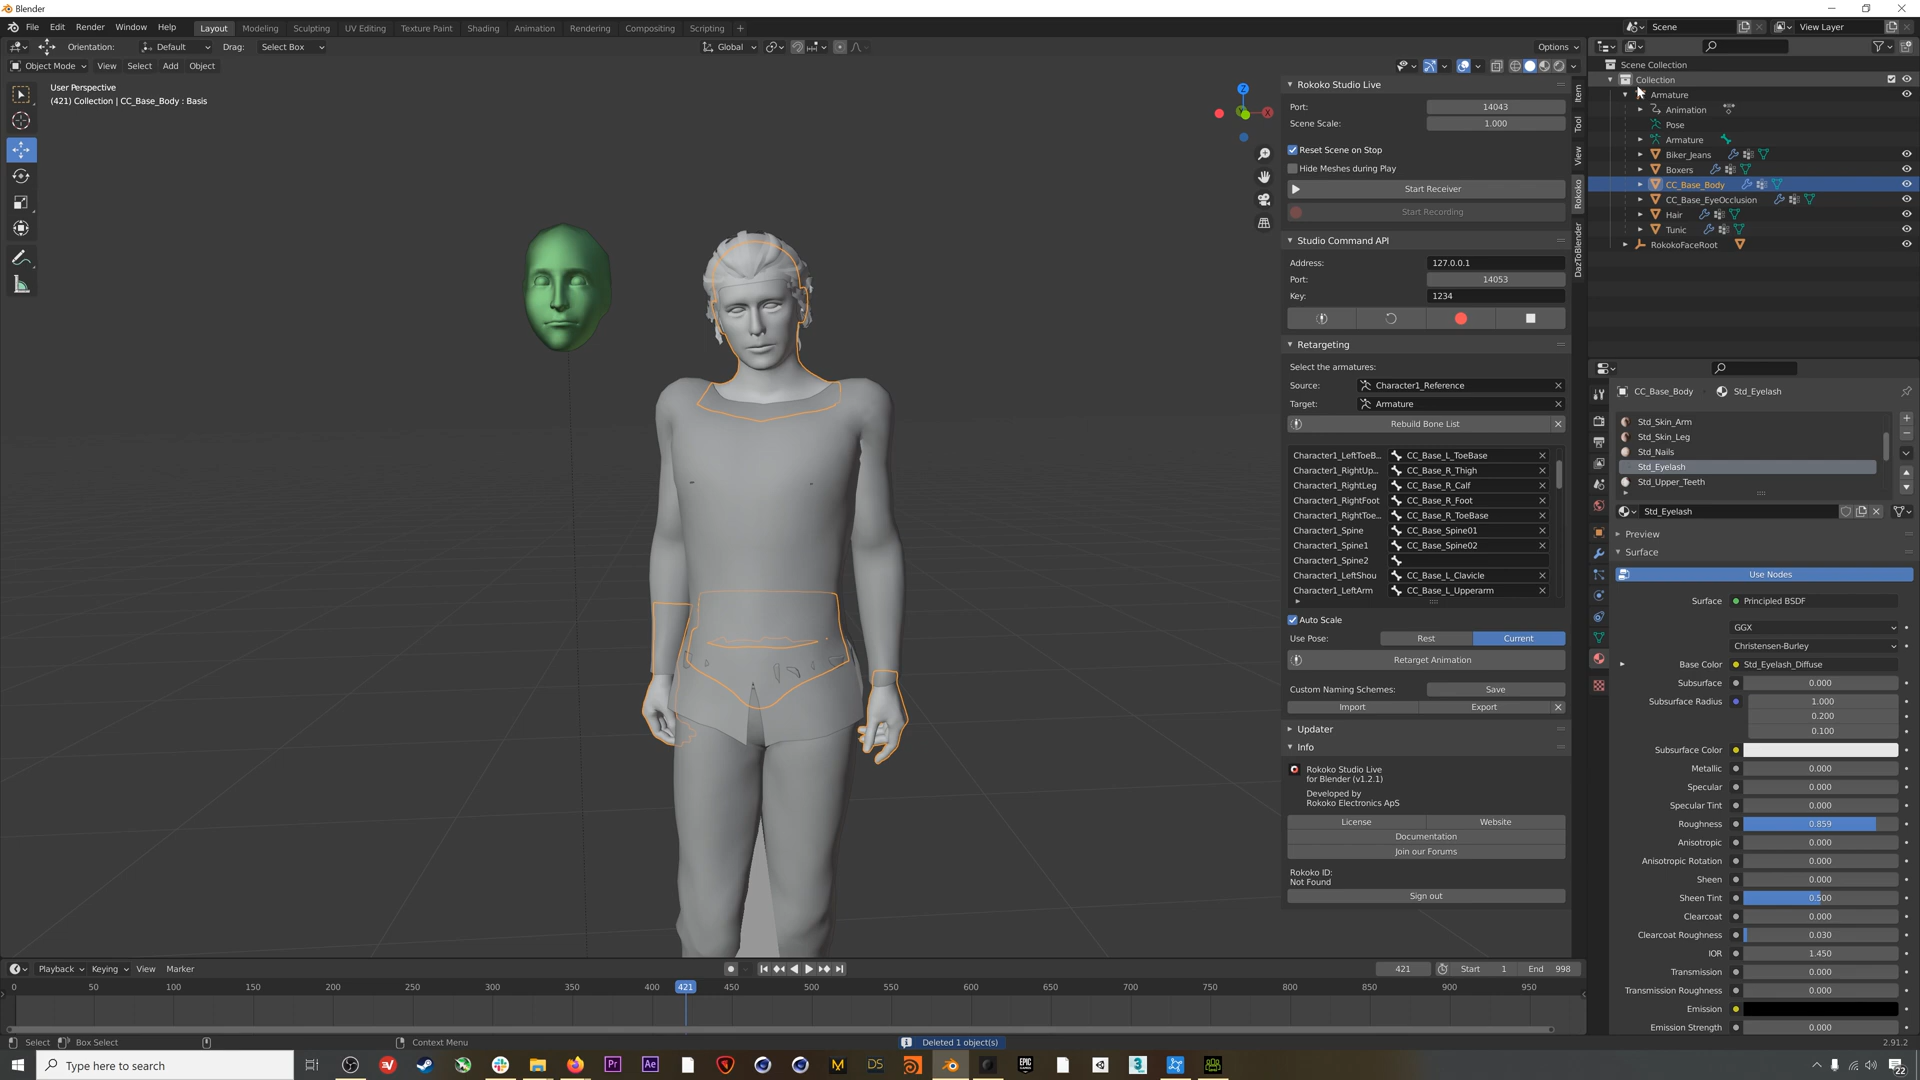 Blender
File Edit Render Window Help
Layout Modeling Sculpting UV Editing Texture Paint Shading Animation Rendering Compositing Scripting +
Scene
View Layer
Orientation: Default Drag: Select Box
Global
Options
Object Mode View Select Add Object
User Perspective
(421) Collection | CC_Base_Body : Basis
Z
X
Item
Tool
View
Rokoko
DazToBlender
Rokoko Studio Live
Port: 14043
Scene Scale: 1.000
Reset Scene on Stop
Hide Meshes during Play
Start Receiver
Start Recording
Studio Command API
Address: 127.0.0.1
Port: 14053
Key: 1234
Retargeting
Select the armatures:
Source: Character1_Reference
Target: Armature
Rebuild Bone List
Character1_LeftToeB... CC_Base_L_ToeBase
Character1_RightUp... CC_Base_R_Thigh
Character1_RightLeg CC_Base_R_Calf
Character1_RightFoot CC_Base_R_Foot
Character1_RightToe... CC_Base_R_ToeBase
Character1_Spine CC_Base_Spine01
Character1_Spine1 CC_Base_Spine02
Character1_Spine2
Character1_LeftShou CC_Base_L_Clavicle
Character1_LeftArm CC_Base_L_Upperarm
Auto Scale
Use Pose: Rest Current
Retarget Animation
Custom Naming Schemes: Save
Import Export
Updater
Info
Rokoko Studio Live
for Blender (v1.2.1)
Developed by
Rokoko Electronics ApS
License Website
Documentation
Join our Forums
Rokoko ID:
Not Found
Sign out
Scene Collection
Collection
Armature
Animation
Pose
Armature
Biker_Jeans
Boxers
CC_Base_Body
CC_Base_EyeOcclusion
Hair
Tunic
RokokoFaceRoot
CC_Base_Body Std_Eyelash
Std_Skin_Arm
Std_Skin_Leg
Std_Nails
Std_Eyelash
Std_Upper_Teeth
Std_Eyelash
Preview
Surface
Use Nodes
Surface Principled BSDF
GGX
Christensen-Burley
Base Color Std_Eyelash_Diffuse
Subsurface 0.000
Subsurface Radius 1.000
0.200
0.100
Subsurface Color
Metallic 0.000
Specular 0.000
Specular Tint 0.000
Roughness 0.859
Anisotropic 0.000
Anisotropic Rotation 0.000
Sheen 0.000
Sheen Tint 0.500
Clearcoat 0.000
Clearcoat Roughness 0.030
IOR 1.450
Transmission 0.000
Transmission Roughness 0.000
Emission
Emission Strength 0.000
Playback Keying View Marker
421 Start 1 End 998
0 50 100 150 200 250 300 350 400 421 450 500 550 600 650 700 750 800 850 900 950
Select Box Select Context Menu Deleted 1 object(s) 2.91.2
Type here to search
Pr Ae DS EPIC GAMES 3 22